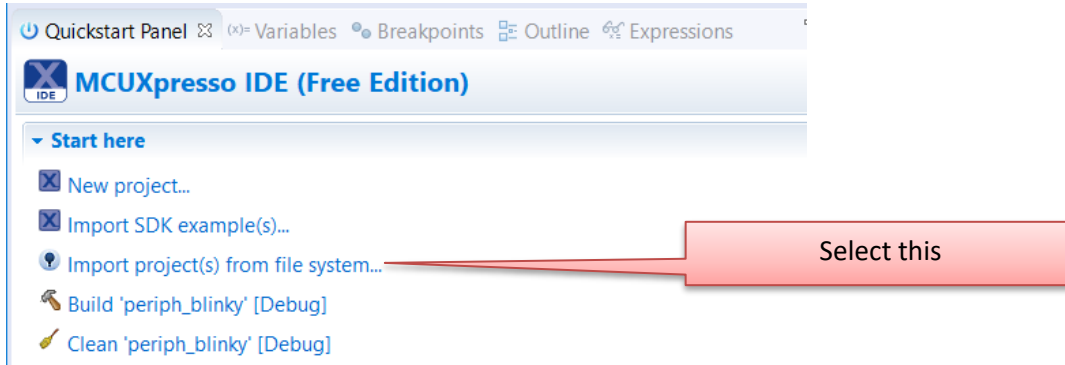 Quickstart Panel (x)= Variables Breakpoints Outline Expressions
IDE MCUXpresso IDE (Free Edition)
Start here
New project...
Import SDK example(s)...
Import project(s) from file system...
Select this
Build 'periph_blinky' [Debug]
Clean 'periph_blinky' [Debug]